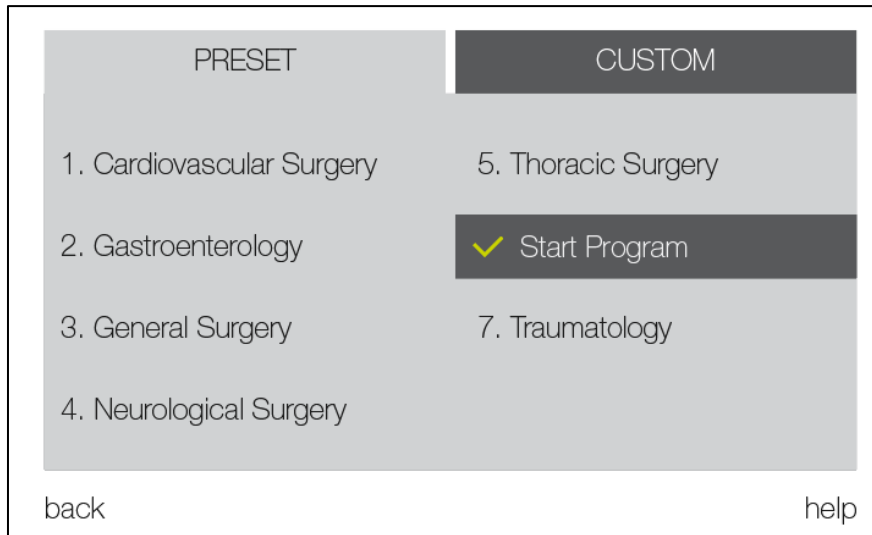 PRESET
CUSTOM
1. Cardiovascular Surgery
2. Gastroenterology
3. General Surgery
4. Neurological Surgery
5. Thoracic Surgery
Start Program
7. Traumatology
back
help